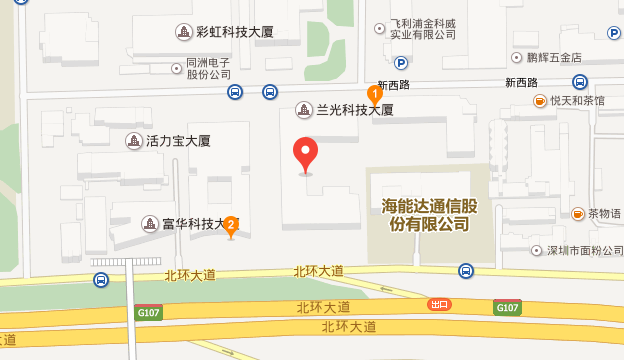 彩虹科技大厦
飞利浦金科威
实业有限公司
同洲电子
股份公司
鹏辉五金店
P
P
新西路
新西路
1
兰光科技大厦
悦天和茶馆
活力宝大厦
海能达通信股
份有限公司
茶物语
富华科技大
2
深圳市面粉公司
北环大道
北环大道
出口
G107
北环大道
G107
北环大道
大道